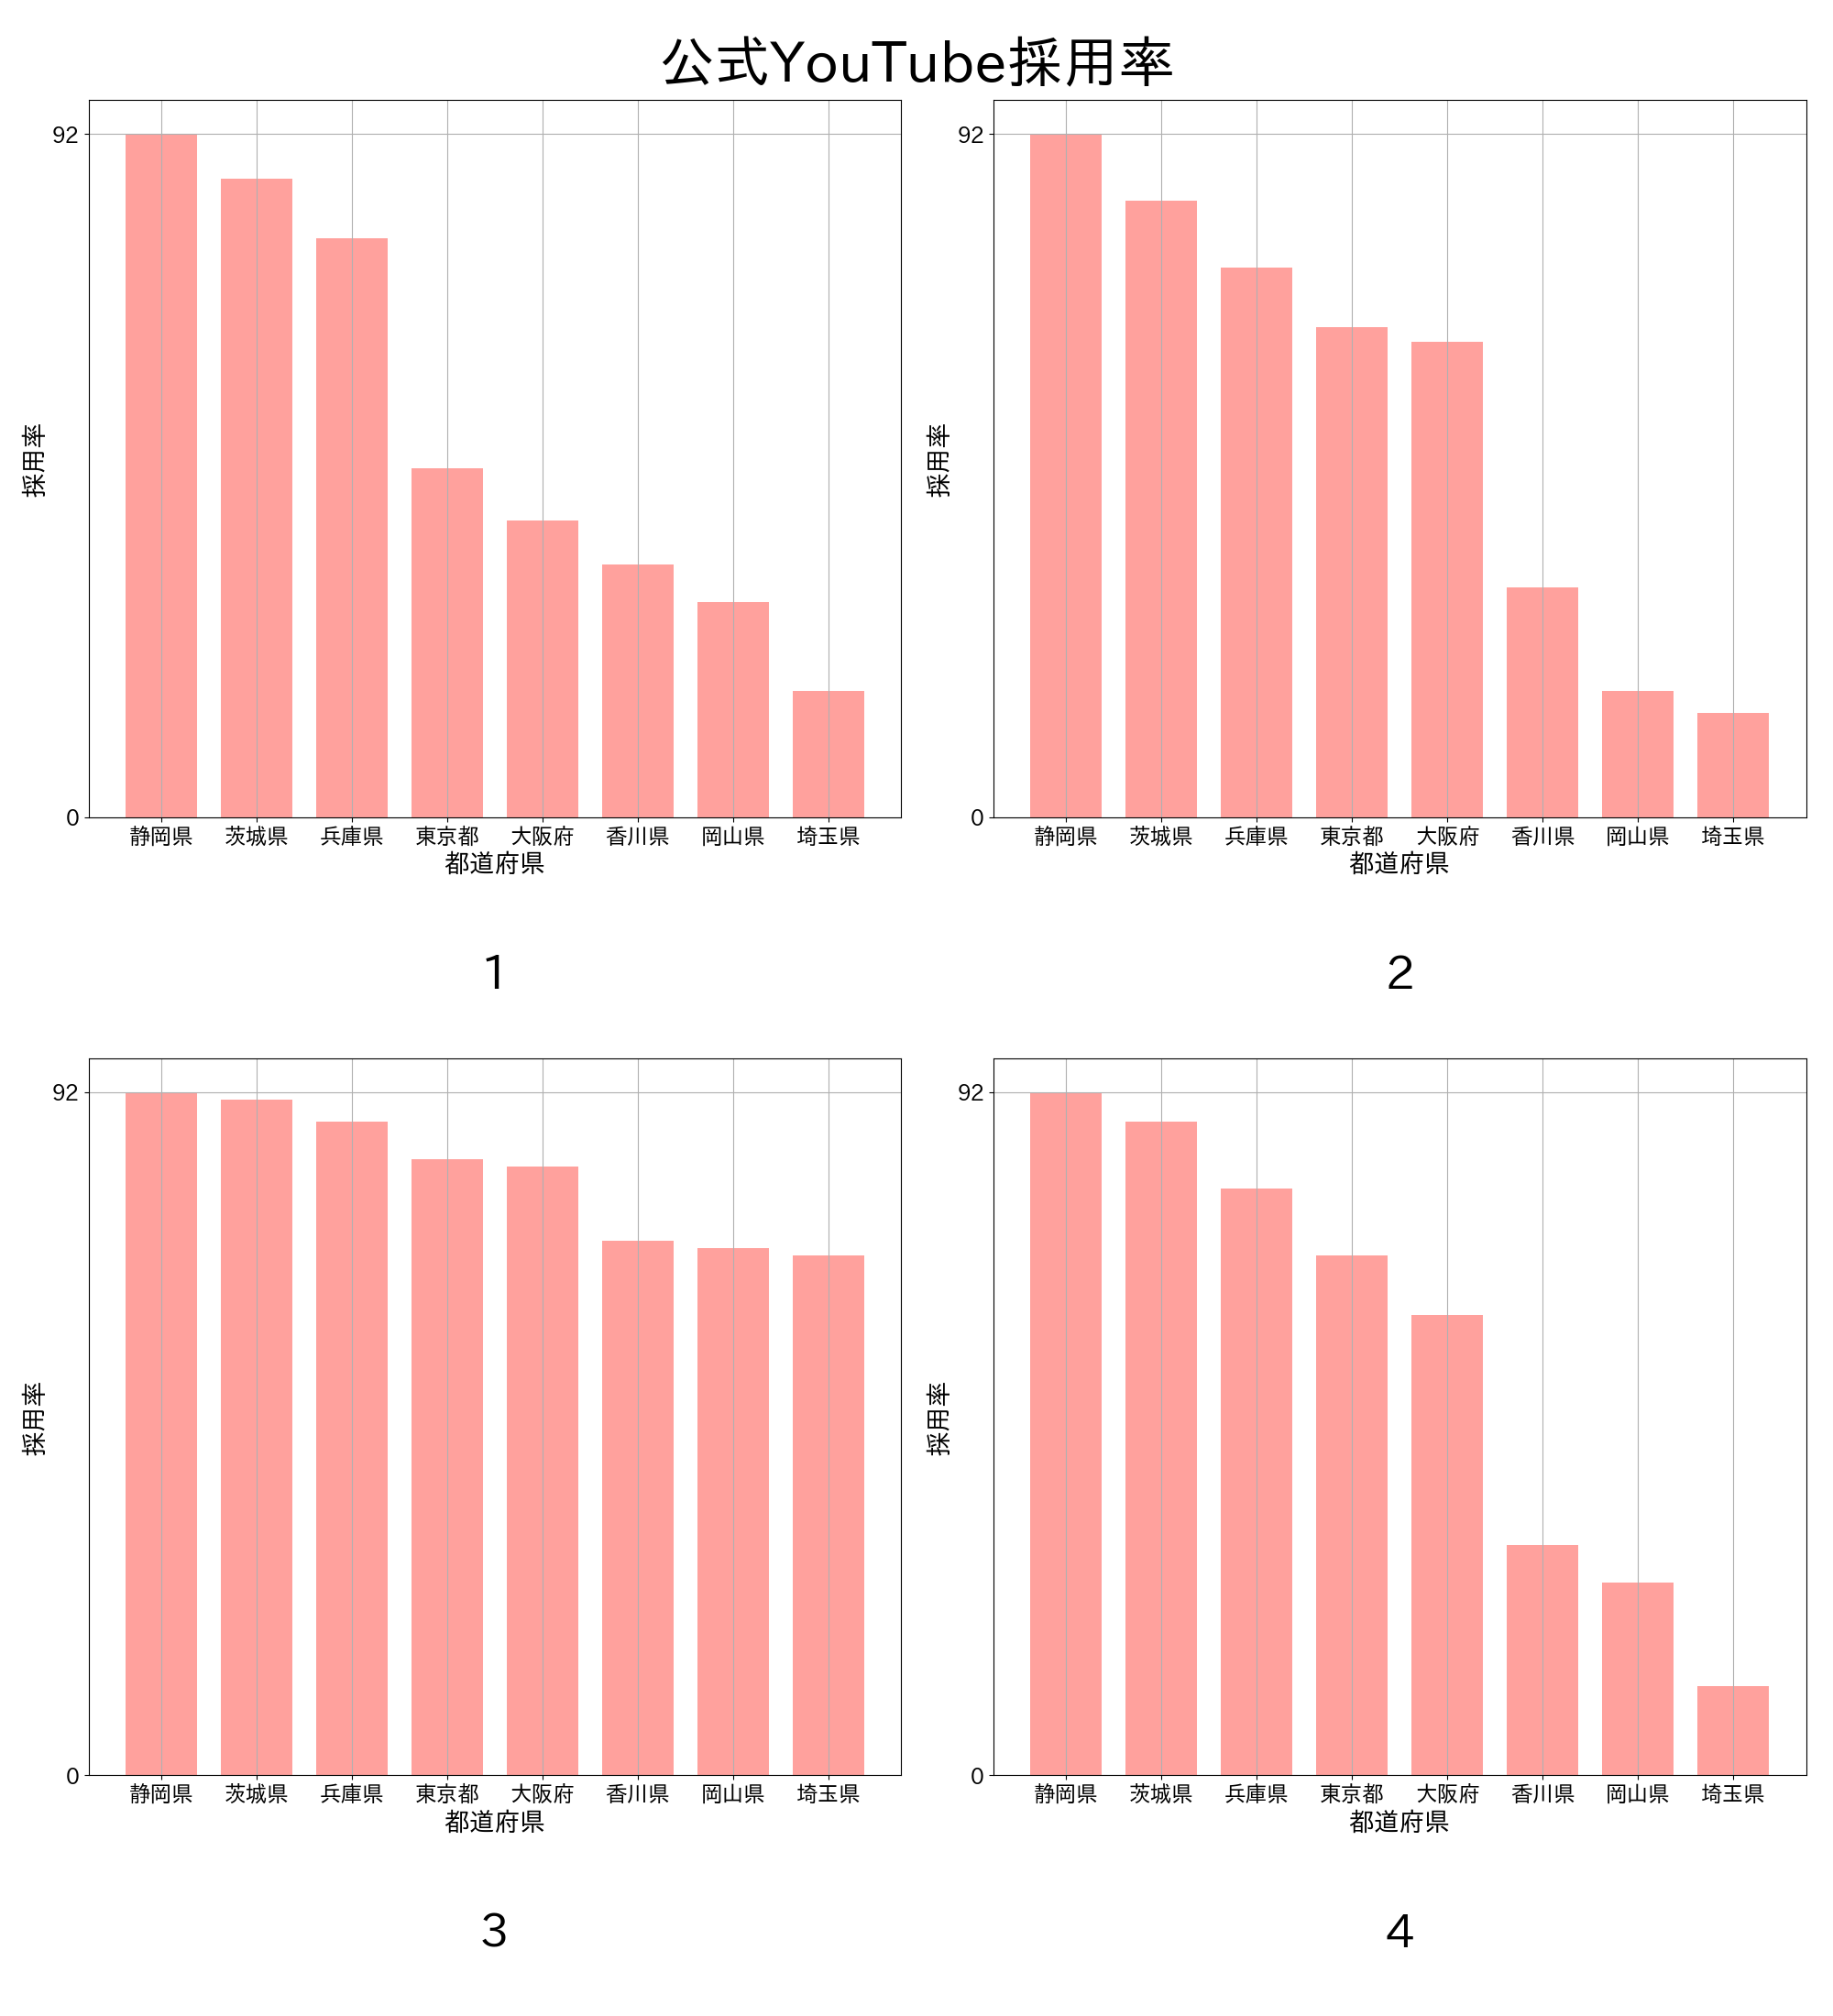 公式YouTube採用率
92
0
採用率
静岡県 茨城県 兵庫県 東京都 大阪府 香川県 岡山県 埼玉県
都道府県
1
92
0
採用率
静岡県 茨城県 兵庫県 東京都 大阪府 香川県 岡山県 埼玉県
都道府県
2
92
0
採用率
静岡県 茨城県 兵庫県 東京都 大阪府 香川県 岡山県 埼玉県
都道府県
3
92
0
採用率
静岡県 茨城県 兵庫県 東京都 大阪府 香川県 岡山県 埼玉県
都道府県
4